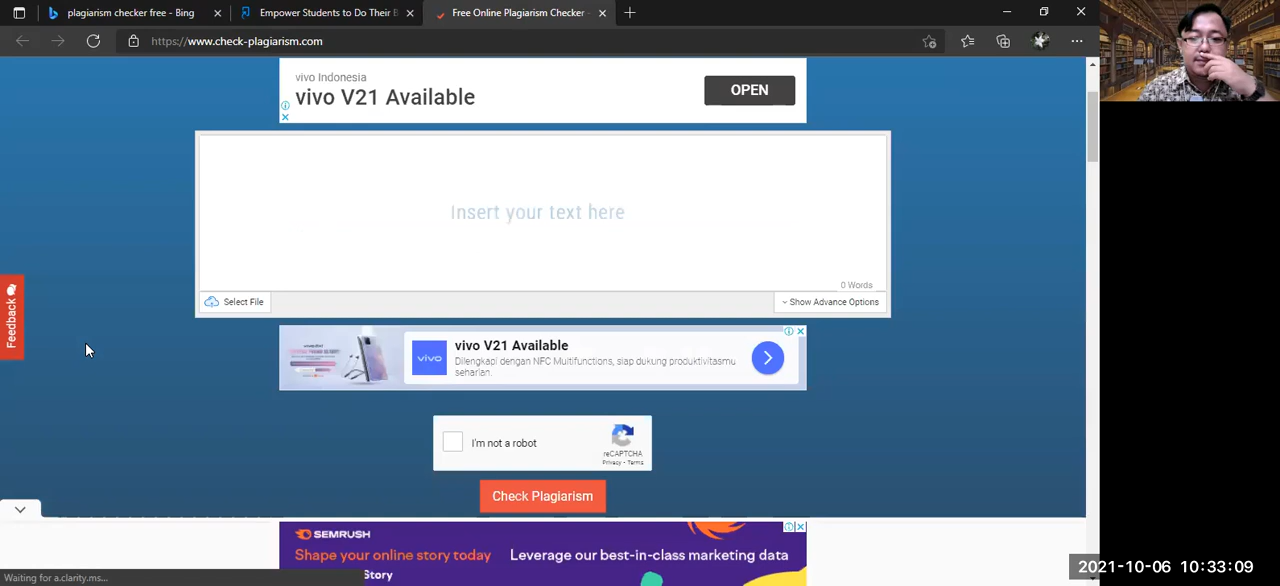 plagiarism checker free - Bing
Empower Students to Do Their B
Free Online Plagiarism Checker -
https://www.check-plagiarism.com
vivo Indonesia
vivo V21 Available
OPEN
Insert your text here
0 Words
Select File
Show Advance Options
Feedback
vivo
vivo V21 Available
Dilengkapi dengan NFC Multifunctions, siap dukung produktivitasmu
seharian.
I'm not a robot
reCAPTCHA
Privacy - Terms
Check Plagiarism
SEMRUSH
Shape your online story today
Leverage our best-in-class marketing data
Story
Waiting for a.clarity.ms...
2021-10-06 10:33:09